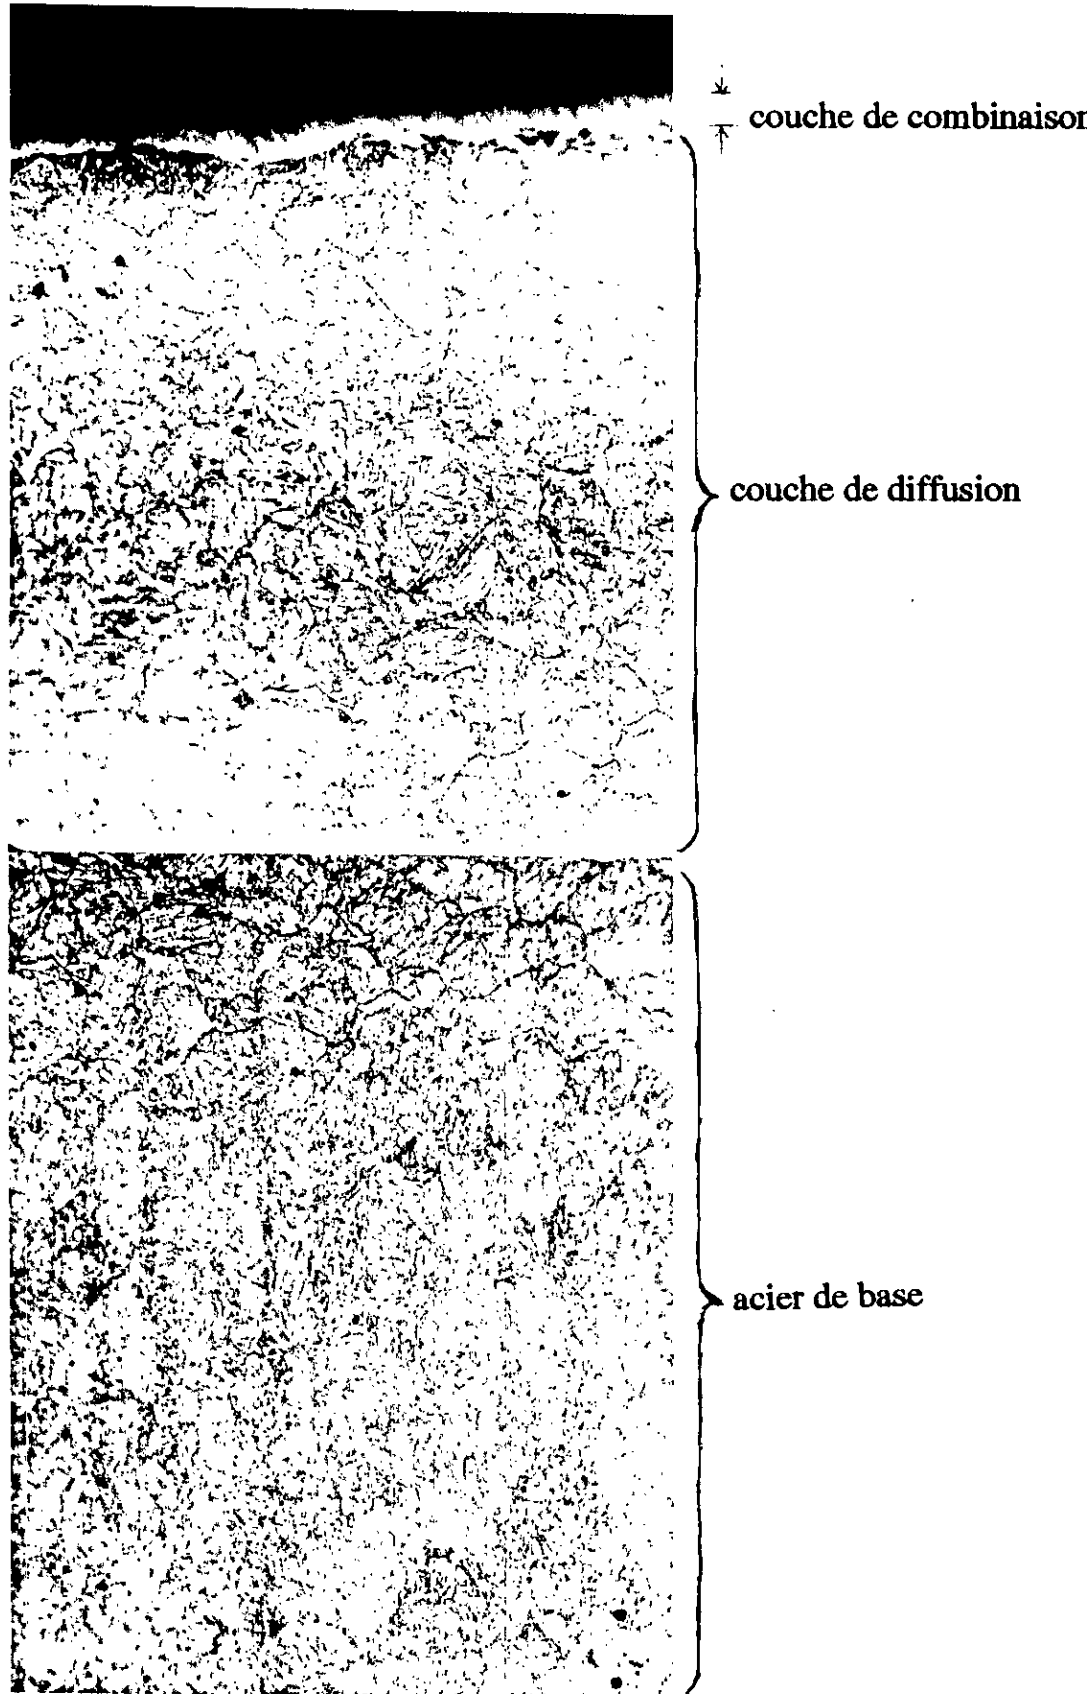 couche de combinaison
couche de diffusion
acier de base